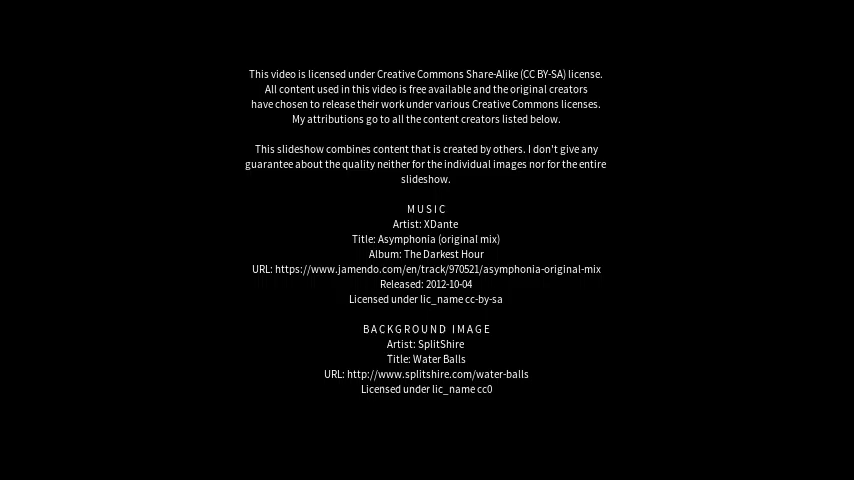 This video is licensed under Creative Commons Share-Alike (CC BY-SA) license.
All content used in this video is free available and the original creators
have chosen to release their work under various Creative Commons licenses.
My attributions go to all the content creators listed below.
This slideshow combines content that is created by others. I don't give any
guarantee about the quality neither for the individual images nor for the entire
slideshow.
MUSIC
Artist: XDante
Title: Asymphonia (original mix)
Album: The Darkest Hour
URL: https://www.jamendo.com/en/track/970521/asymphonia-original-mix
Released: 2012-10-04
Licensed under lic_name cc-by-sa
BACKGROUND IMAGE
Artist: SplitShire
Title: Water Balls
URL: http://www.splitshire.com/water-balls
Licensed under lic_name cc0